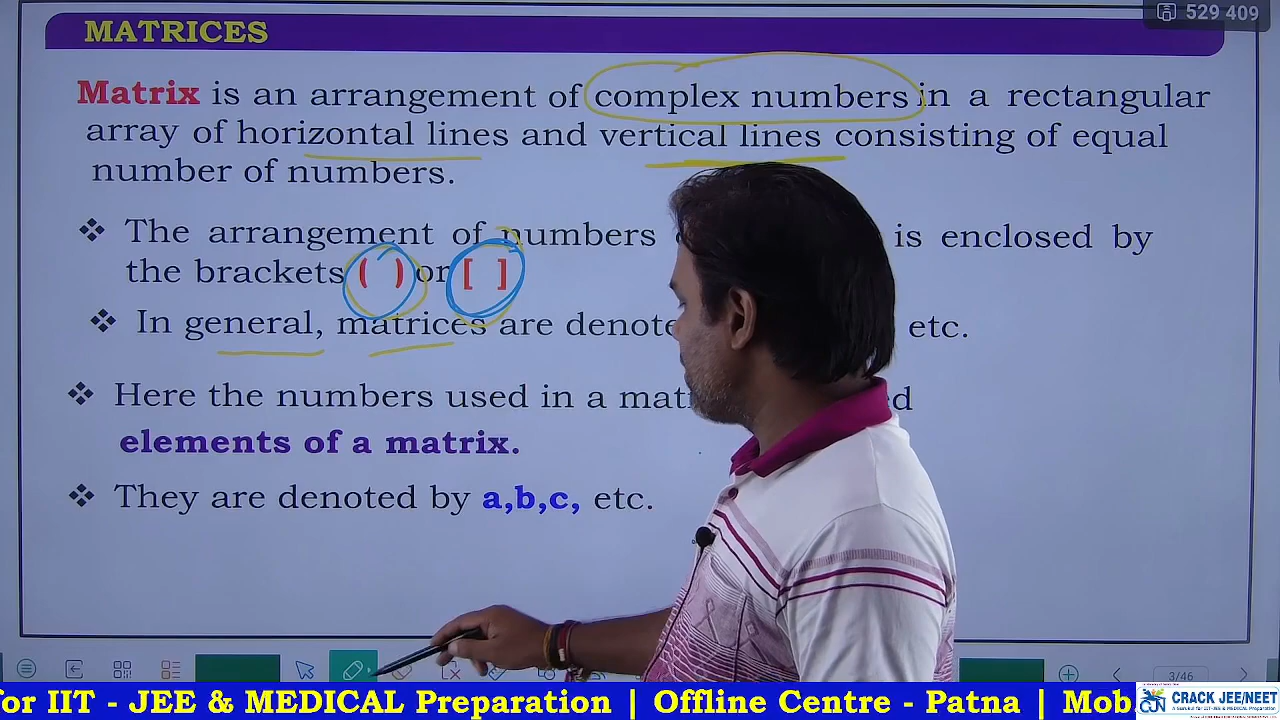 529 409
MATRICES
Matrix is an arrangement of complex numbers in a rectangular
array of horizontal lines and vertical lines consisting of equal
number of numbers.
❖ The arrangement of numbers is enclosed by
the brackets ( ) or [ ]
❖ In general, matrices are denote etc.
❖ Here the numbers used in a mat ed
elements of a matrix.
❖ They are denoted by a,b,c, etc.
3/46
for IIT - JEE & MEDICAL Preparation | Offline Centre - Patna | Mob
CRACK JEE/NEET